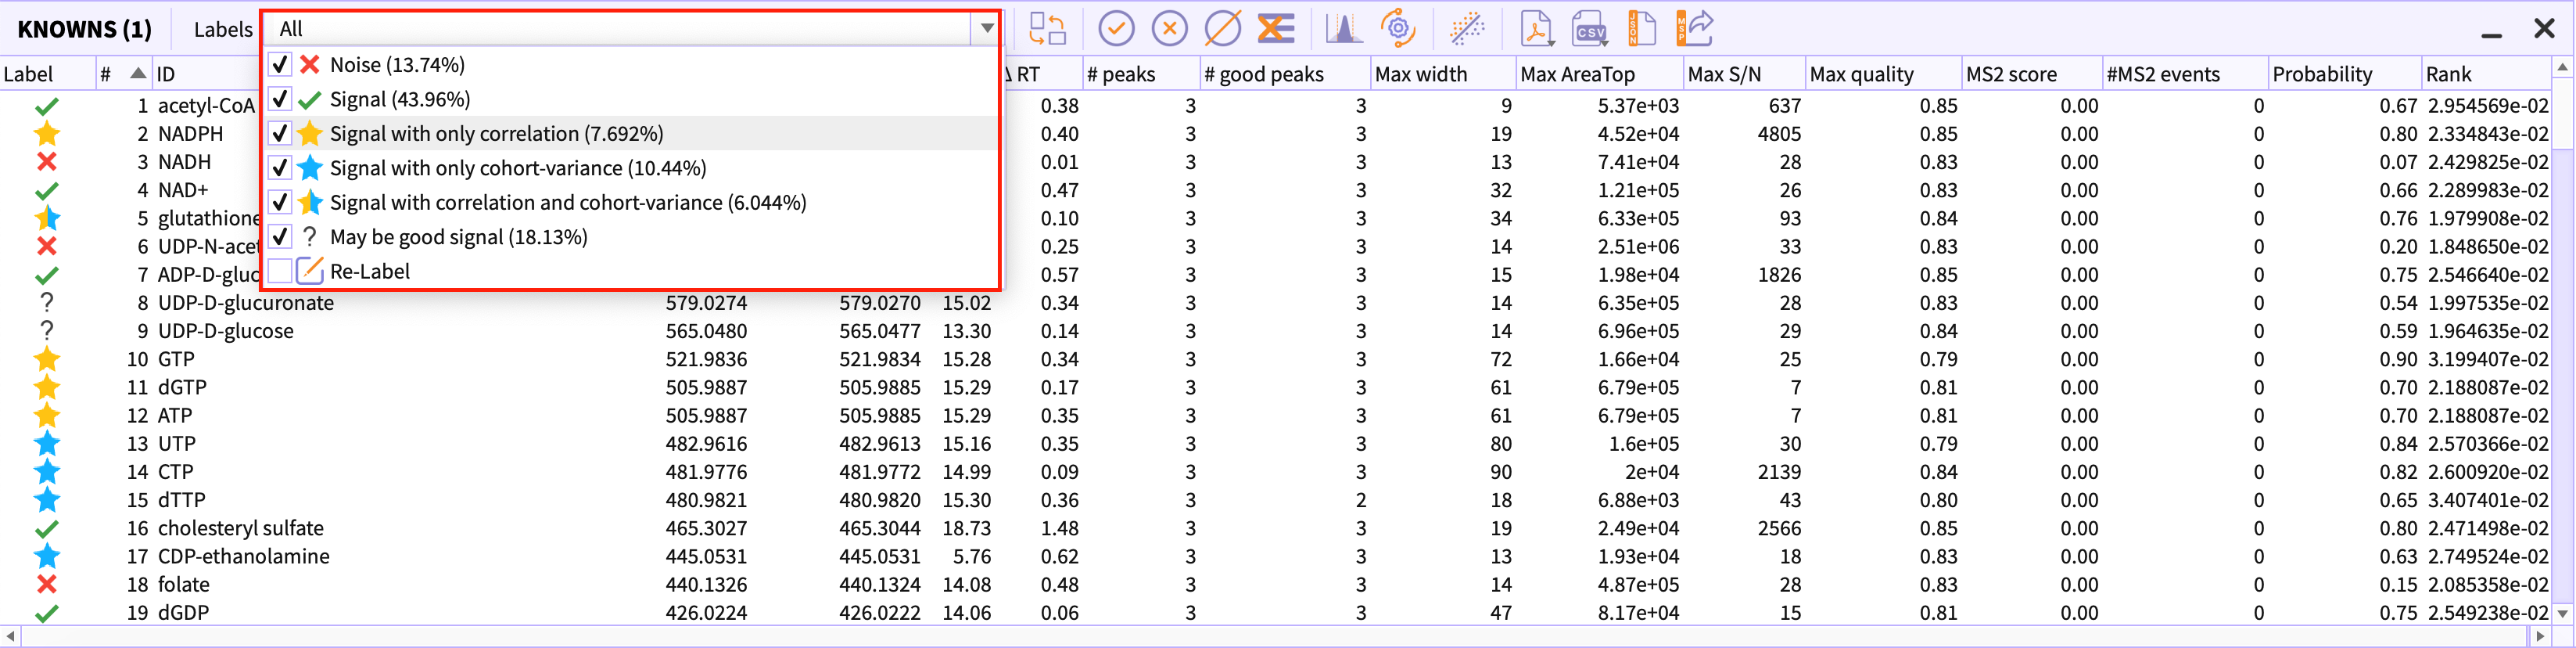 KNOWNS (1) Labels All CSV JSON MSP
Label # ID Δ RT # peaks # good peaks Max width Max AreaTop Max S/N Max quality MS2 score #MS2 events Probability Rank
Noise (13.74%)
Signal (43.96%)
Signal with only correlation (7.692%)
Signal with only cohort-variance (10.44%)
Signal with correlation and cohort-variance (6.044%)
? May be good signal (18.13%)
Re-Label
1 acetyl-CoA 0.38 3 3 9 5.37e+03 637 0.85 0.00 0 0.67 2.954569e-02
2 NADPH 0.40 3 3 19 4.52e+04 4805 0.85 0.00 0 0.80 2.334843e-02
3 NADH 0.01 3 3 13 7.41e+04 28 0.83 0.00 0 0.07 2.429825e-02
4 NAD+ 0.47 3 3 32 1.21e+05 26 0.83 0.00 0 0.66 2.289983e-02
5 glutathione 0.10 3 3 34 6.33e+05 93 0.84 0.00 0 0.76 1.979908e-02
6 UDP-N-acet 0.25 3 3 14 2.51e+06 33 0.83 0.00 0 0.20 1.848650e-02
7 ADP-D-gluc 0.57 3 3 15 1.98e+04 1826 0.85 0.00 0 0.75 2.546640e-02
? 8 UDP-D-glucuronate 579.0274 579.0270 15.02 0.34 3 3 14 6.35e+05 28 0.83 0.00 0 0.54 1.997535e-02
? 9 UDP-D-glucose 565.0480 565.0477 13.30 0.14 3 3 14 6.96e+05 29 0.84 0.00 0 0.59 1.964635e-02
10 GTP 521.9836 521.9834 15.28 0.34 3 3 72 1.66e+04 25 0.79 0.00 0 0.90 3.199407e-02
11 dGTP 505.9887 505.9885 15.29 0.17 3 3 61 6.79e+05 7 0.81 0.00 0 0.70 2.188087e-02
12 ATP 505.9887 505.9885 15.29 0.35 3 3 61 6.79e+05 7 0.81 0.00 0 0.70 2.188087e-02
13 UTP 482.9616 482.9613 15.16 0.35 3 3 80 1.6e+05 30 0.79 0.00 0 0.84 2.570366e-02
14 CTP 481.9776 481.9772 14.99 0.09 3 3 90 2e+04 2139 0.84 0.00 0 0.82 2.600920e-02
15 dTTP 480.9821 480.9820 15.30 0.36 3 2 18 6.88e+03 43 0.80 0.00 0 0.65 3.407401e-02
16 cholesteryl sulfate 465.3027 465.3044 18.73 1.48 3 3 19 2.49e+04 2566 0.85 0.00 0 0.80 2.471498e-02
17 CDP-ethanolamine 445.0531 445.0531 5.76 0.62 3 3 13 1.93e+04 18 0.83 0.00 0 0.63 2.749524e-02
18 folate 440.1326 440.1324 14.08 0.48 3 3 14 4.87e+05 28 0.83 0.00 0 0.15 2.085358e-02
19 dGDP 426.0224 426.0222 14.06 0.06 3 3 47 8.17e+04 15 0.81 0.00 0 0.75 2.549238e-02